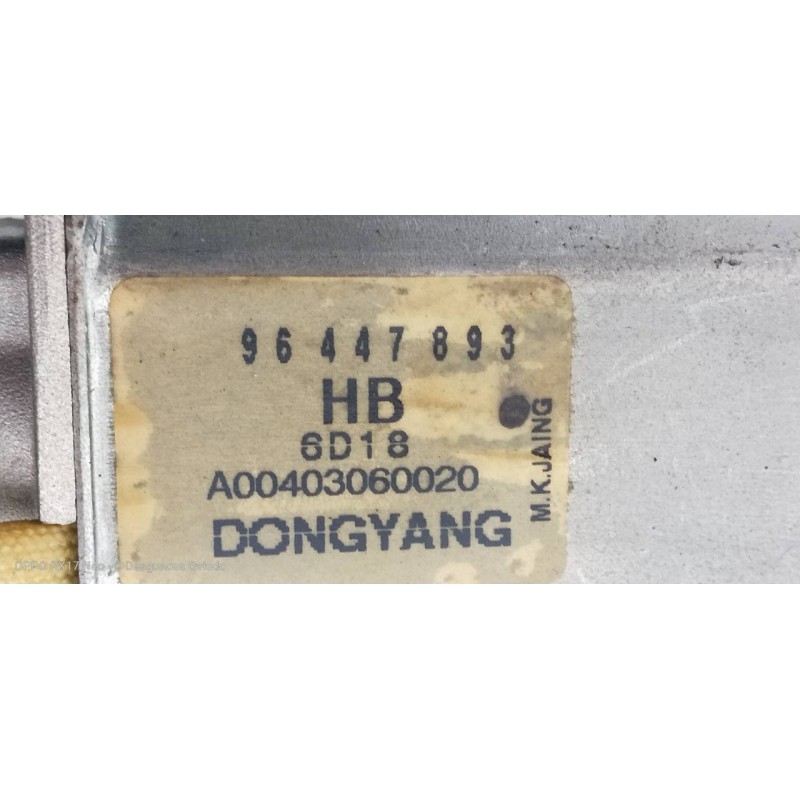 96 447 893
HB
6D18
A00403060020
DONGYANG
M.K.JAING